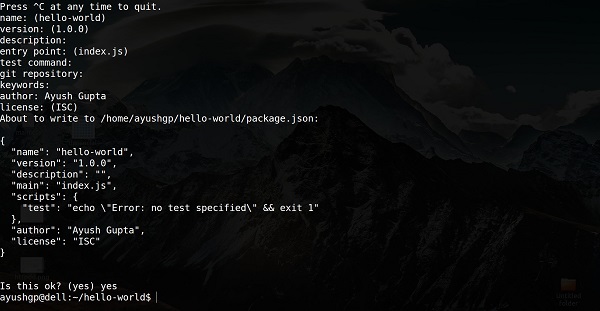 Press ^C at any time to quit.
name: (hello-world)
version: (1.0.0)
description:
entry point: (index.js)
test command:
git repository:
keywords:
author: Ayush Gupta
license: (ISC)
About to write to /home/ayushgp/hello-world/package.json:

{
  "name": "hello-world",
  "version": "1.0.0",
  "description": "",
  "main": "index.js",
  "scripts": {
    "test": "echo \"Error: no test specified\" && exit 1"
  },
  "author": "Ayush Gupta",
  "license": "ISC"
}

Is this ok? (yes) yes
ayushgp@dell:~/hello-world$